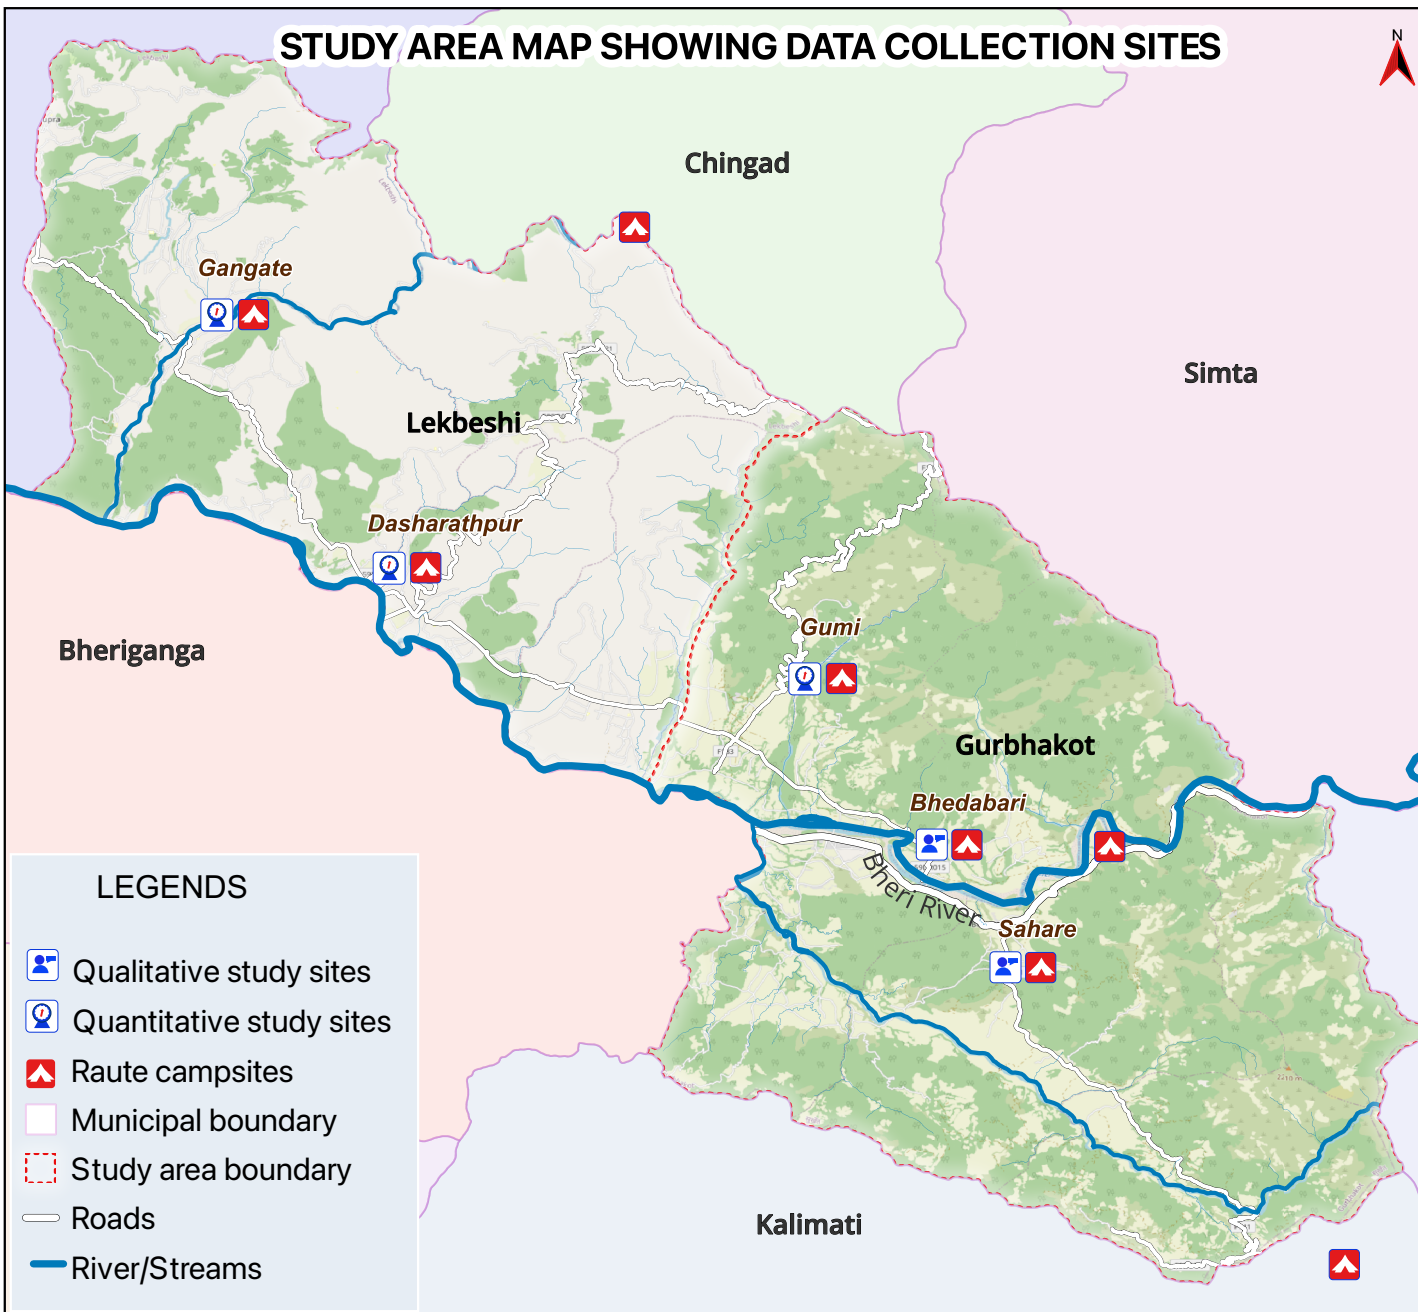 STUDY AREA MAP SHOWING DATA COLLECTION SITES
N
Chingad
Gangate
Simta
Lekbeshi
Dasharathpur
Gumi
Bheriganga
Gurbhakot
Bhedabari
Bheri River
Sahare
LEGENDS
Qualitative study sites
Quantitative study sites
Raute campsites
Municipal boundary
Study area boundary
Roads
River/Streams
Kalimati